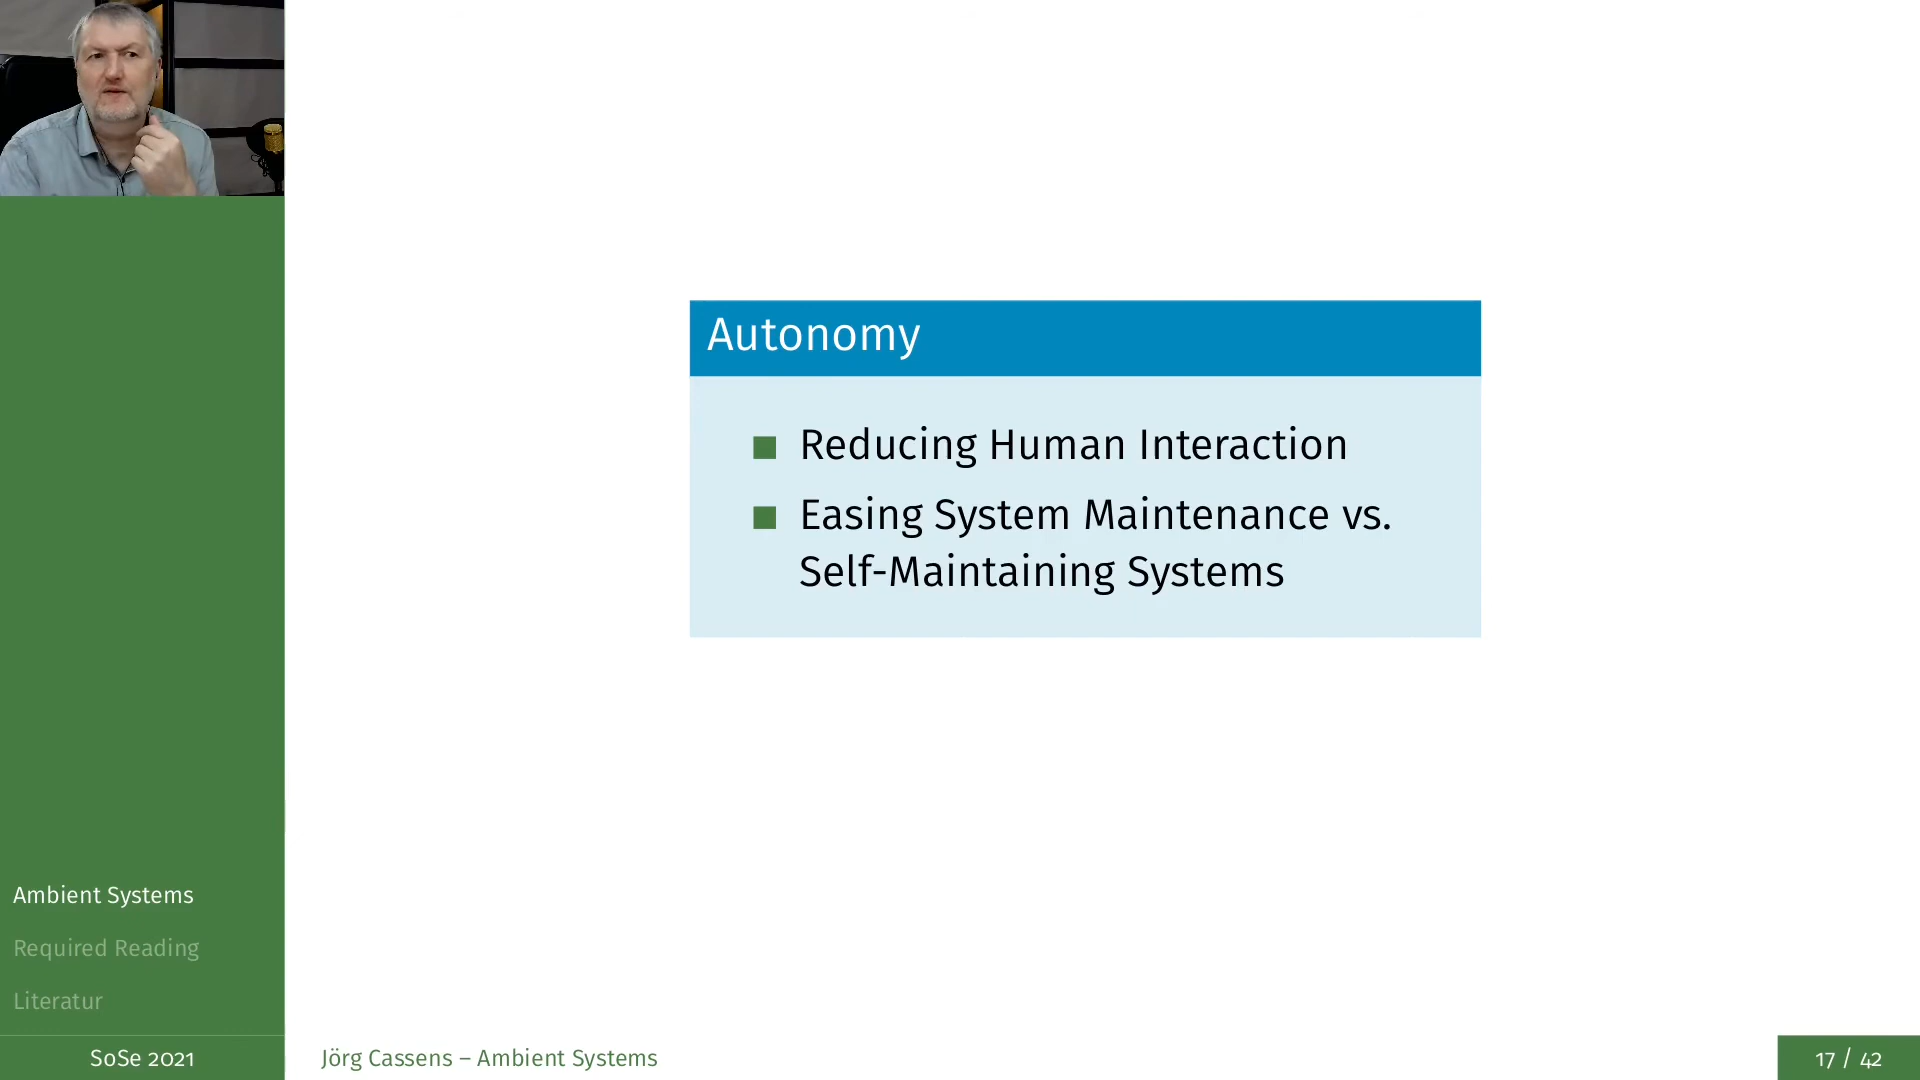 Autonomy
Reducing Human Interaction
Easing System Maintenance vs.
Self-Maintaining Systems
Ambient Systems
Required Reading
Literatur
SoSe 2021
Jörg Cassens – Ambient Systems
17 / 42